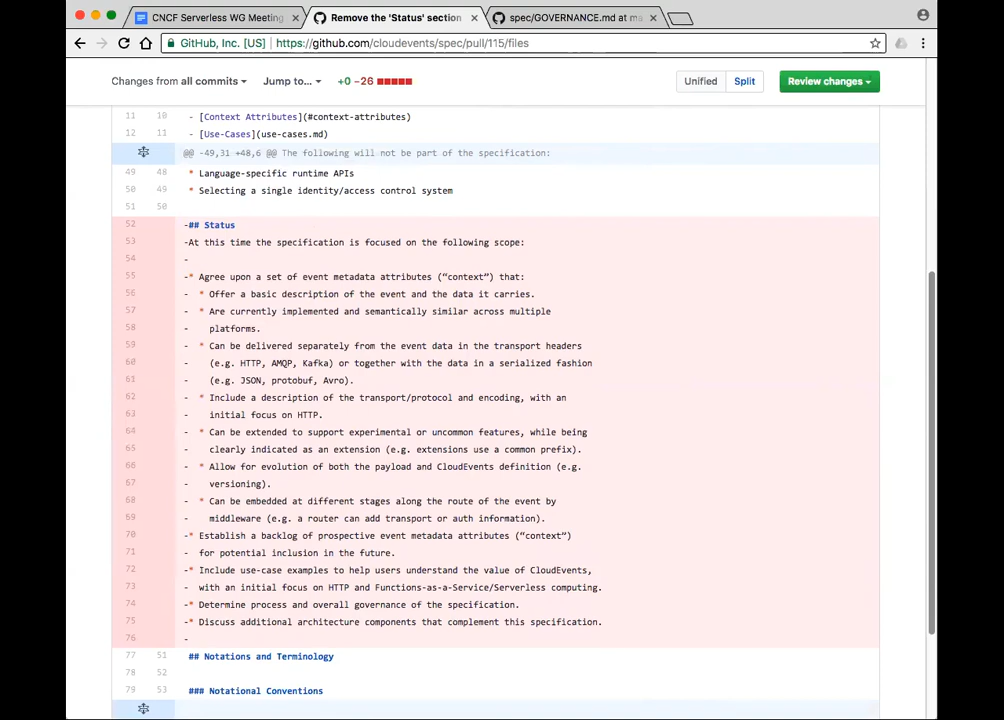 CNCF Serverless WG Meeting
Remove the 'Status' section
spec/GOVERNANCE.md at ma
GitHub, Inc. [US] | https://github.com/cloudevents/spec/pull/115/files
Changes from all commits Jump to... +0 −26 Unified Split Review changes
11 10 - [Context Attributes](#context-attributes)
12 11 - [Use-Cases](use-cases.md)
@@ -49,31 +48,6 @@ The following will not be part of the specification:
49 48 * Language-specific runtime APIs
50 49 * Selecting a single identity/access control system
51 50
52 -## Status
53 -At this time the specification is focused on the following scope:
54 -
55 -* Agree upon a set of event metadata attributes (“context”) that:
56 - * Offer a basic description of the event and the data it carries.
57 - * Are currently implemented and semantically similar across multiple
58 - platforms.
59 - * Can be delivered separately from the event data in the transport headers
60 - (e.g. HTTP, AMQP, Kafka) or together with the data in a serialized fashion
61 - (e.g. JSON, protobuf, Avro).
62 - * Include a description of the transport/protocol and encoding, with an
63 - initial focus on HTTP.
64 - * Can be extended to support experimental or uncommon features, while being
65 - clearly indicated as an extension (e.g. extensions use a common prefix).
66 - * Allow for evolution of both the payload and CloudEvents definition (e.g.
67 - versioning).
68 - * Can be embedded at different stages along the route of the event by
69 - middleware (e.g. a router can add transport or auth information).
70 -* Establish a backlog of prospective event metadata attributes (“context”)
71 - for potential inclusion in the future.
72 -* Include use-case examples to help users understand the value of CloudEvents,
73 - with an initial focus on HTTP and Functions-as-a-Service/Serverless computing.
74 -* Determine process and overall governance of the specification.
75 -* Discuss additional architecture components that complement this specification.
76 -
77 51 ## Notations and Terminology
78 52
79 53 ### Notational Conventions